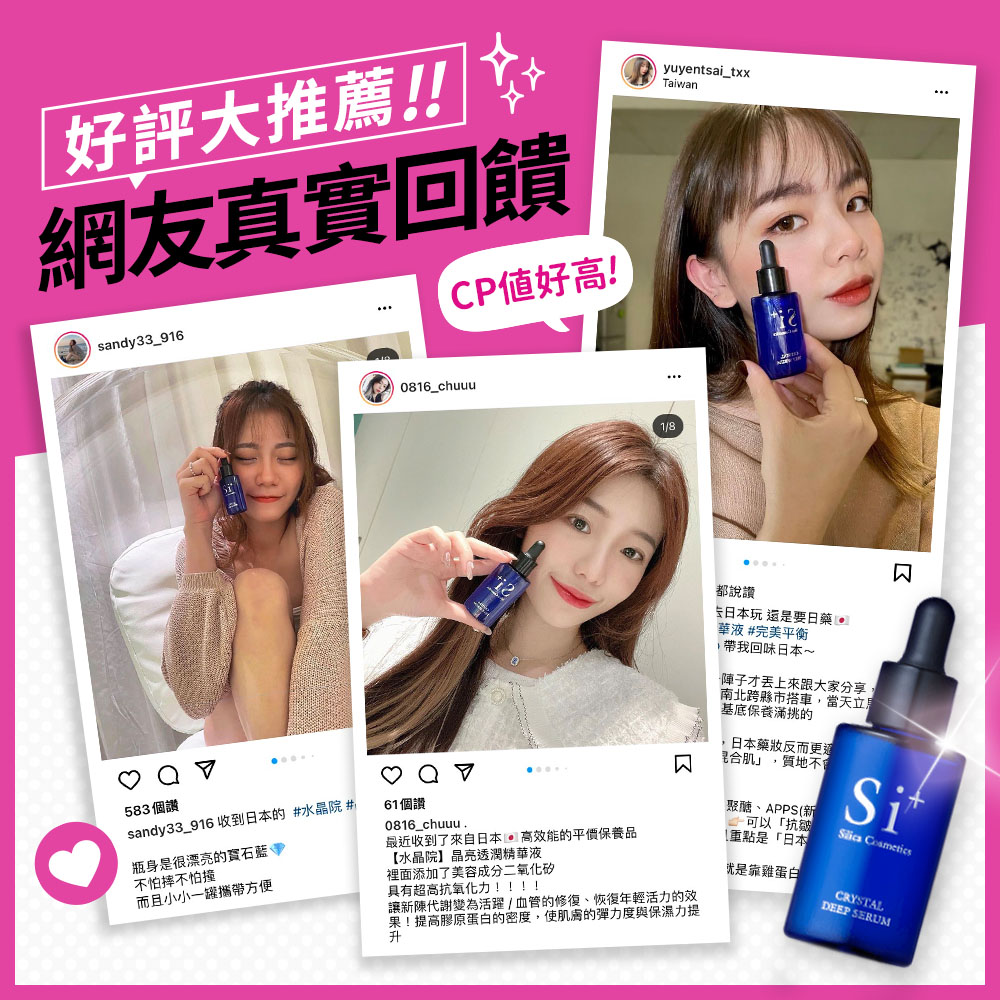 好評大推薦!!
網友真實回饋
CP値好高!
yuyentsai_txx
Taiwan
sandy33_916
0816_chuuu
1/8
583個讚
sandy33_916 收到日本的 #水晶院
瓶身是很漂亮的寶石藍💎
不怕摔不怕撞
而且小小一罐攜帶方便
61個讚
0816_chuuu .
最近收到了來自日本🇯🇵高效能的平價保養品
【水晶院】晶亮透潤精華液
裡面添加了美容成分二氧化矽
具有超高抗氧化力！！！！
讓新陳代謝變為活躍 / 血管的修復、恢復年輕活力的效
果！提高膠原蛋白的密度，使肌膚的彈力度與保濕力提
升
都說讚
去日本玩 還是要日藥🇯🇵
華液 #完美平衡
帶我回味日本～
陣子才丟上來跟大家分享，
南北跨縣市搭車，當天立
基底保養滿挑的
，日本藥妝反而更
混合肌」，質地不
聚醣、APPS(新
👉🏻可以「抗皺
重點是「日本
就是靠雞蛋白
Si+
Silica Cosmetics
CRYSTAL
DEEP SERUM